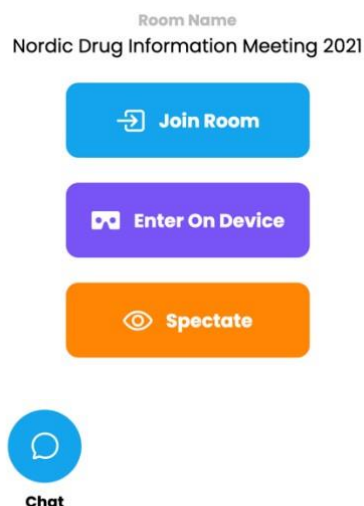 Room Name
Nordic Drug Information Meeting 2021
Join Room
Enter On Device
Spectate
Chat